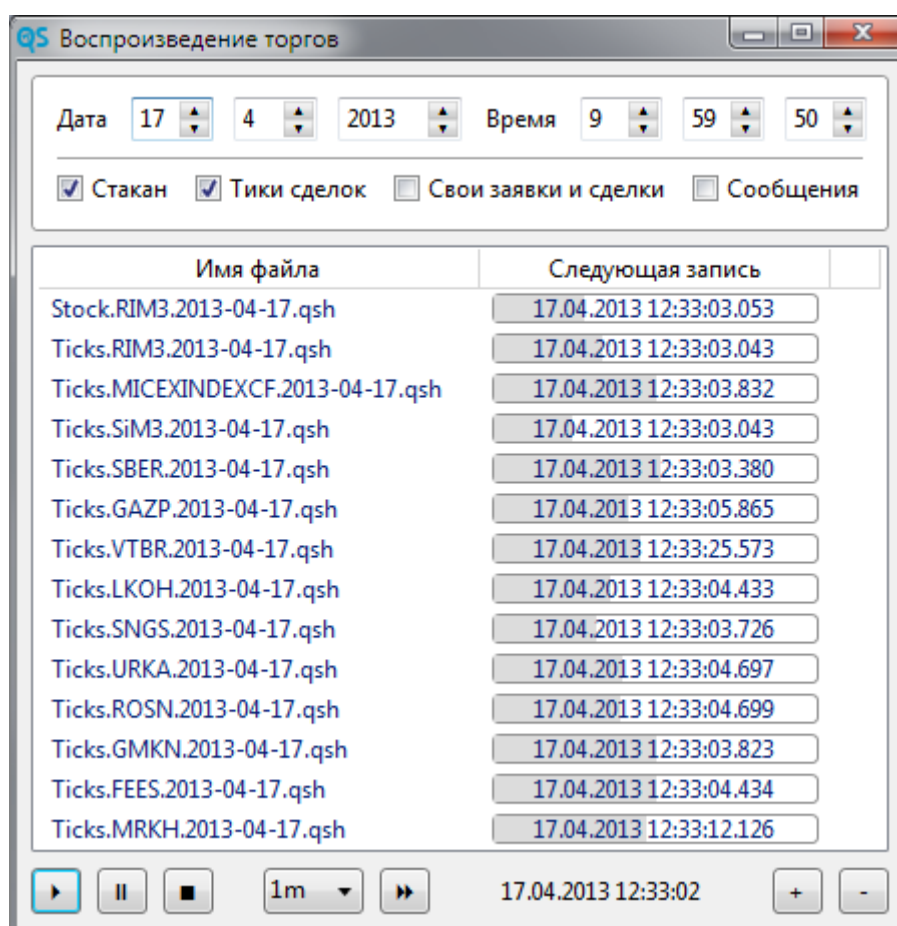 QS Воспроизведение торгов
Дата 17 4 2013 Время 9 59 50
Стакан Тики сделок Свои заявки и сделки Сообщения
Имя файла Следующая запись
Stock.RIM3.2013-04-17.qsh 17.04.2013 12:33:03.053
Ticks.RIM3.2013-04-17.qsh 17.04.2013 12:33:03.043
Ticks.MICEXINDEXCF.2013-04-17.qsh 17.04.2013 12:33:03.832
Ticks.SiM3.2013-04-17.qsh 17.04.2013 12:33:03.043
Ticks.SBER.2013-04-17.qsh 17.04.2013 12:33:03.380
Ticks.GAZP.2013-04-17.qsh 17.04.2013 12:33:05.865
Ticks.VTBR.2013-04-17.qsh 17.04.2013 12:33:25.573
Ticks.LKOH.2013-04-17.qsh 17.04.2013 12:33:04.433
Ticks.SNGS.2013-04-17.qsh 17.04.2013 12:33:03.726
Ticks.URKA.2013-04-17.qsh 17.04.2013 12:33:04.697
Ticks.ROSN.2013-04-17.qsh 17.04.2013 12:33:04.699
Ticks.GMKN.2013-04-17.qsh 17.04.2013 12:33:03.823
Ticks.FEES.2013-04-17.qsh 17.04.2013 12:33:04.434
Ticks.MRKH.2013-04-17.qsh 17.04.2013 12:33:12.126
1m 17.04.2013 12:33:02 + -